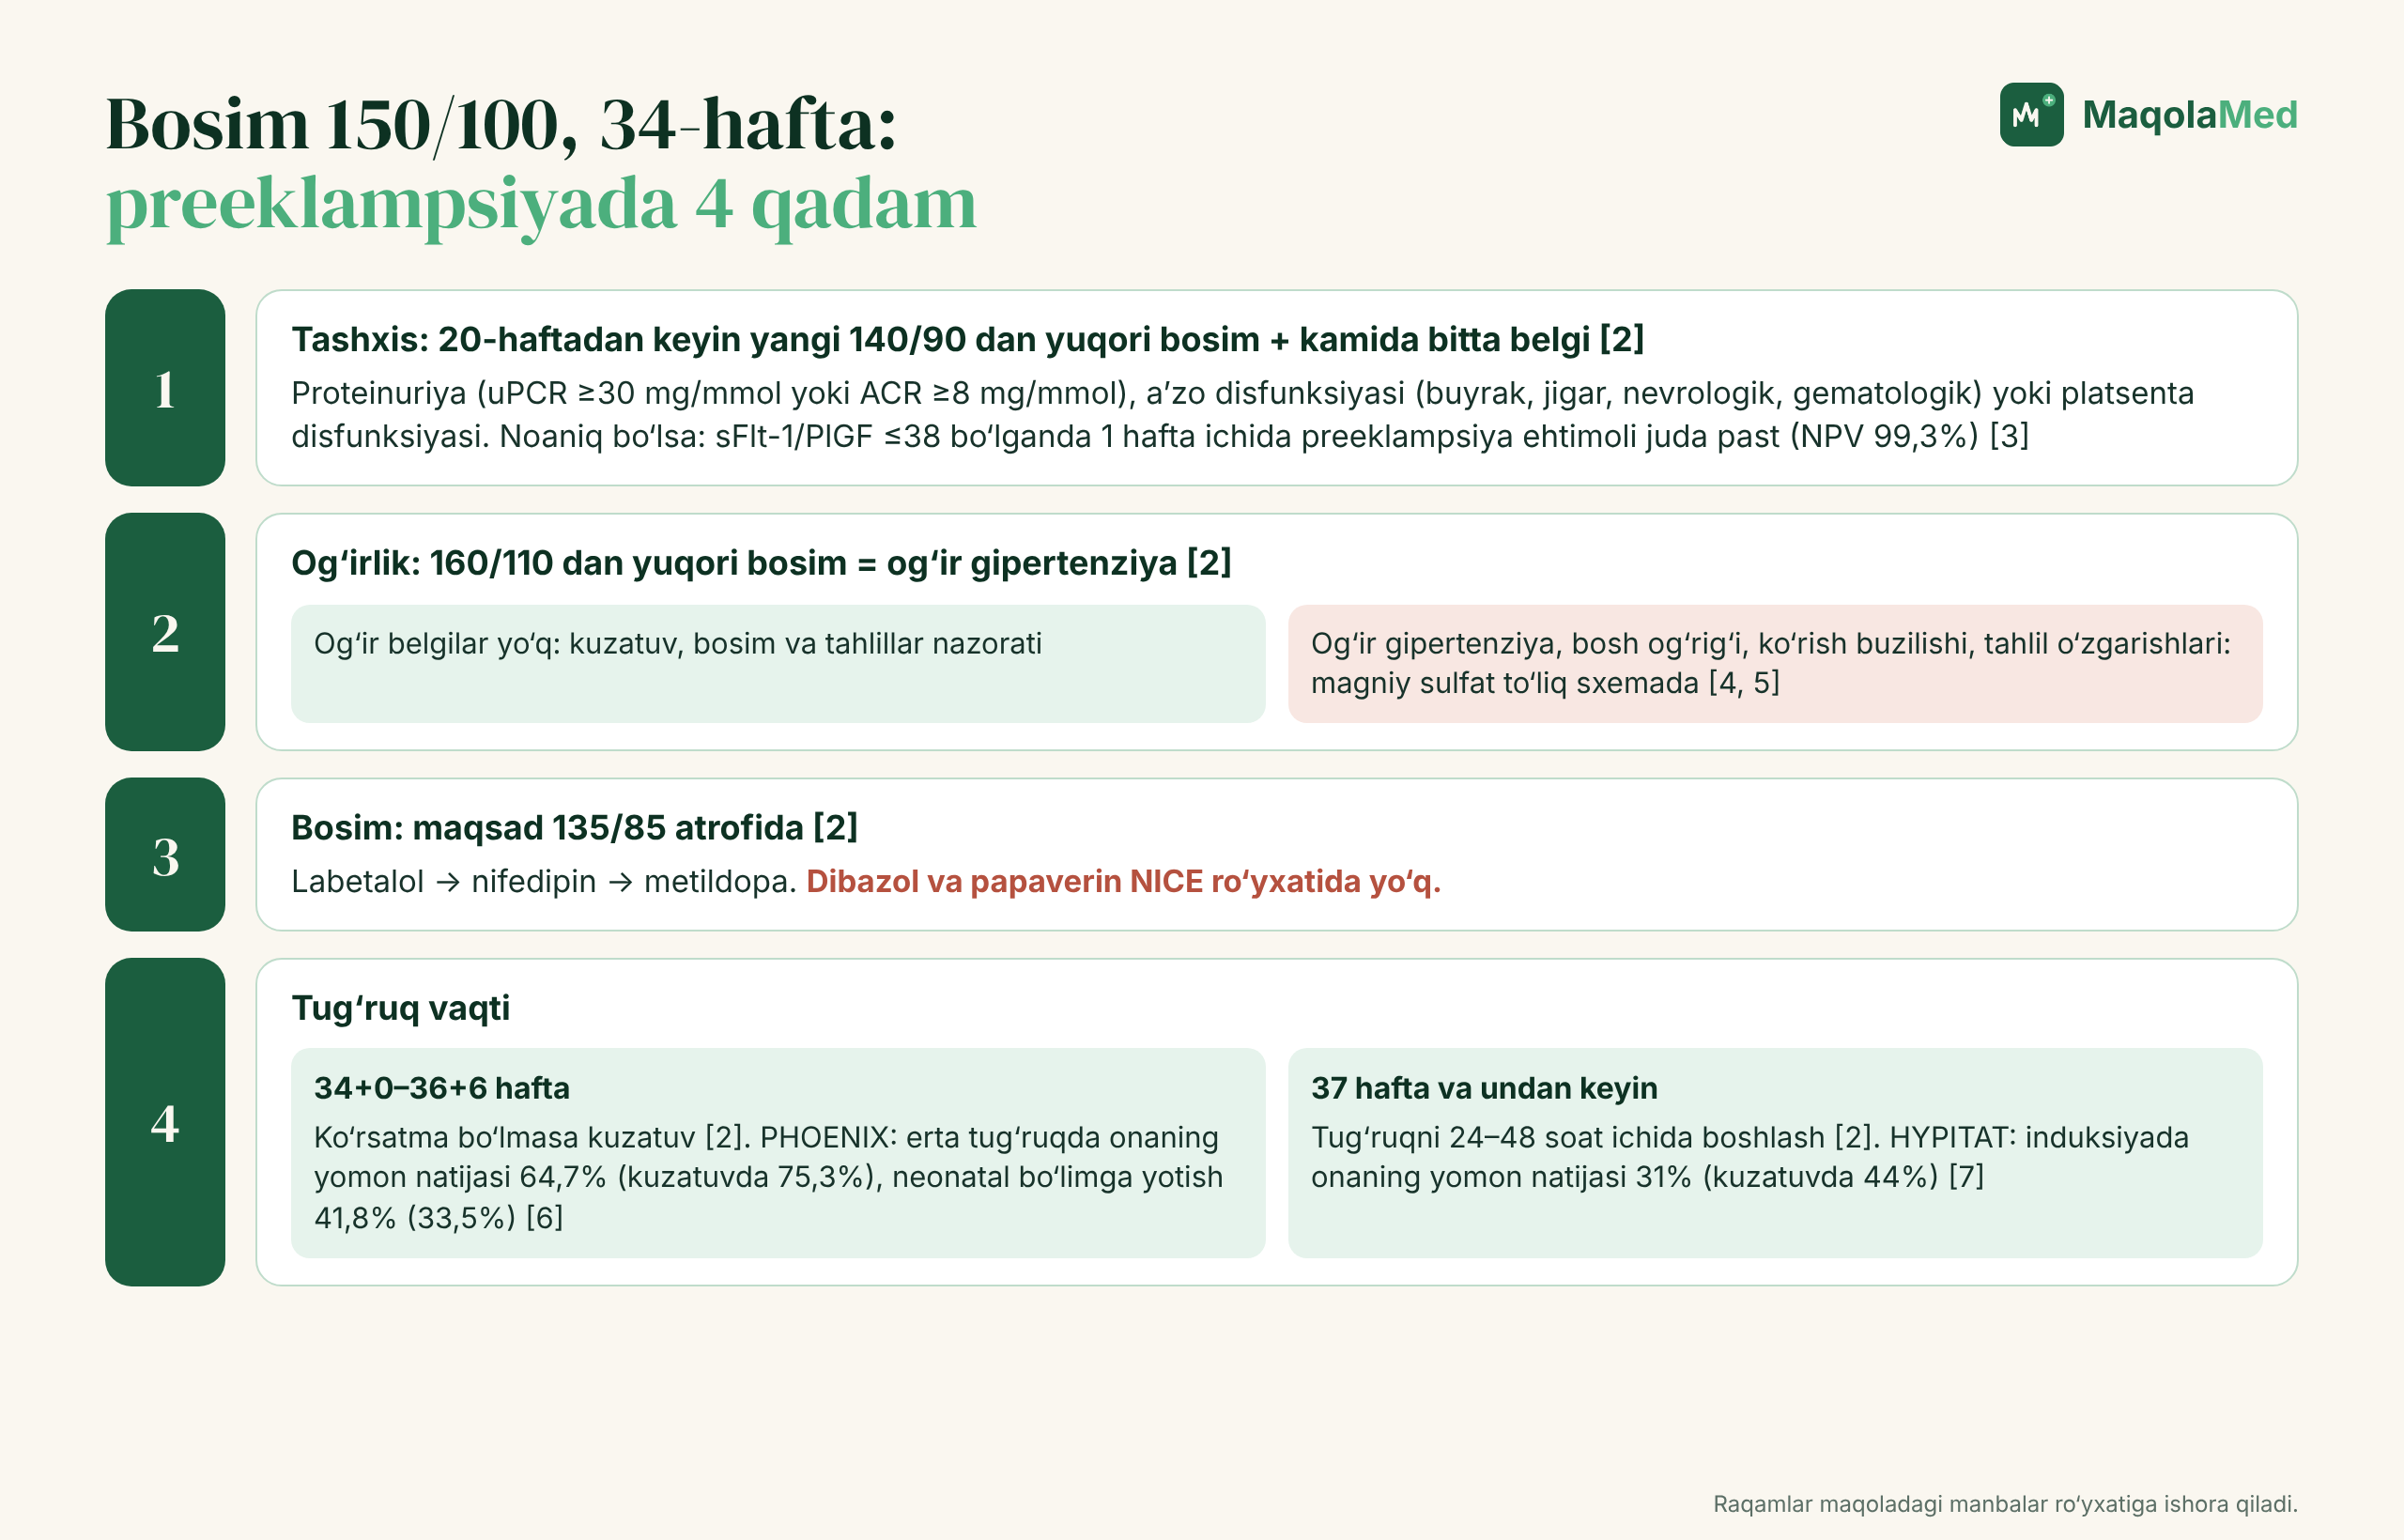 Bosim 150/100, 34-hafta:
preeklampsiyada 4 qadam
MaqolaMed
1
Tashxis: 20-haftadan keyin yangi 140/90 dan yuqori bosim + kamida bitta belgi [2]
Proteinuriya (uPCR ≥30 mg/mmol yoki ACR ≥8 mg/mmol), a’zo disfunksiyasi (buyrak, jigar, nevrologik, gematologik) yoki platsenta
disfunksiyasi. Noaniq bo‘lsa: sFlt-1/PlGF ≤38 bo‘lganda 1 hafta ichida preeklampsiya ehtimoli juda past (NPV 99,3%) [3]
2
Og‘irlik: 160/110 dan yuqori bosim = og‘ir gipertenziya [2]
Og‘ir belgilar yo‘q: kuzatuv, bosim va tahlillar nazorati
Og‘ir gipertenziya, bosh og‘rig‘i, ko‘rish buzilishi, tahlil o‘zgarishlari:
magniy sulfat to‘liq sxemada [4, 5]
3
Bosim: maqsad 135/85 atrofida [2]
Labetalol → nifedipin → metildopa. Dibazol va papaverin NICE ro‘yxatida yo‘q.
4
Tug‘ruq vaqti
34+0–36+6 hafta
Ko‘rsatma bo‘lmasa kuzatuv [2]. PHOENIX: erta tug‘ruqda onaning
yomon natijasi 64,7% (kuzatuvda 75,3%), neonatal bo‘limga yotish
41,8% (33,5%) [6]
37 hafta va undan keyin
Tug‘ruqni 24–48 soat ichida boshlash [2]. HYPITAT: induksiyada
onaning yomon natijasi 31% (kuzatuvda 44%) [7]
Raqamlar maqoladagi manbalar ro‘yxatiga ishora qiladi.